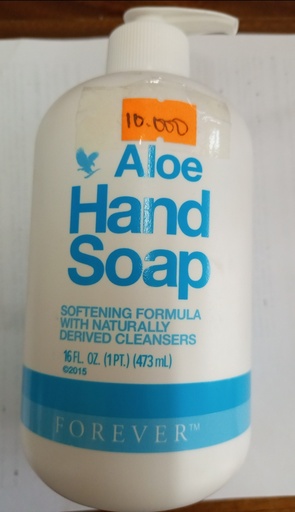 10.000
Aloe
Hand
Soap
SOFTENING FORMULA
WITH NATURALLY
DERIVED CLEANSERS
16 FL. OZ. (1 PT.) (473 mL)
©2015
FOREVER™